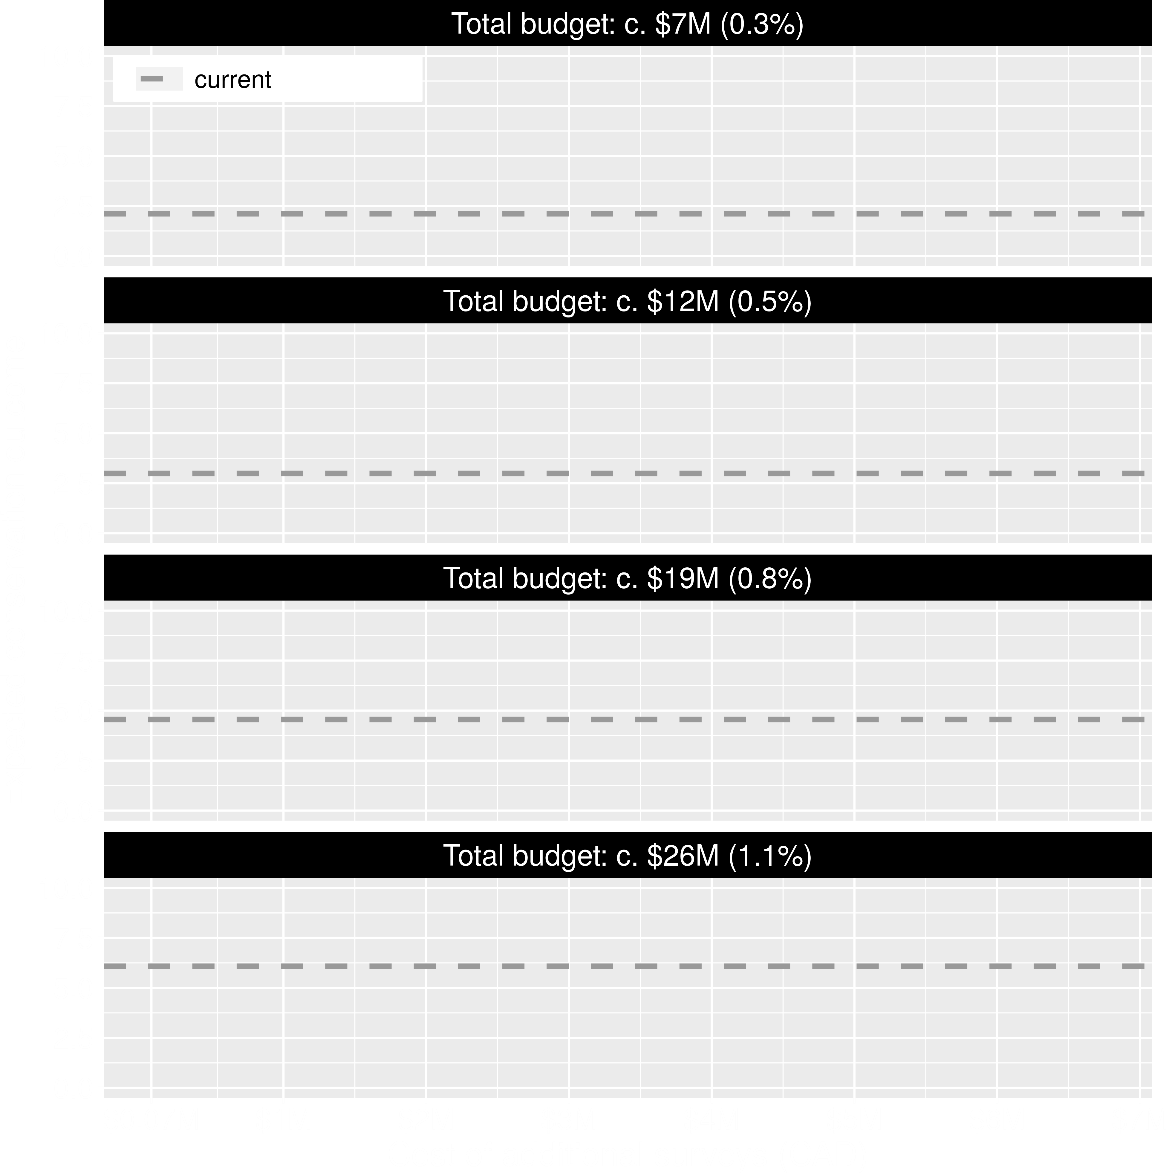 Total budget: c. $7M (0.3%)
current
Total budget: c. $12M (0.5%)
Total budget: c. $19M (0.8%)
Total budget: c. $26M (1.1%)